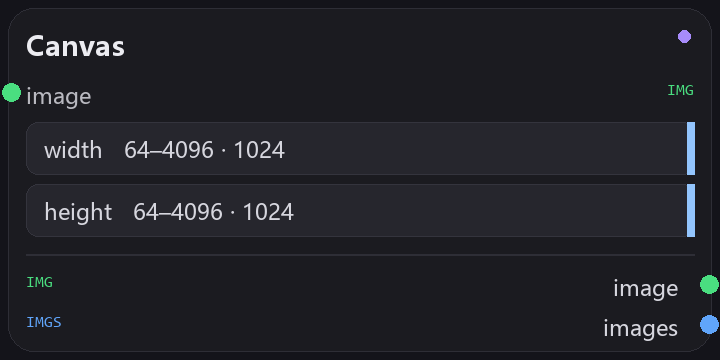 Canvas
image IMG
width 64–4096 · 1024
height 64–4096 · 1024
IMG image
IMGS images